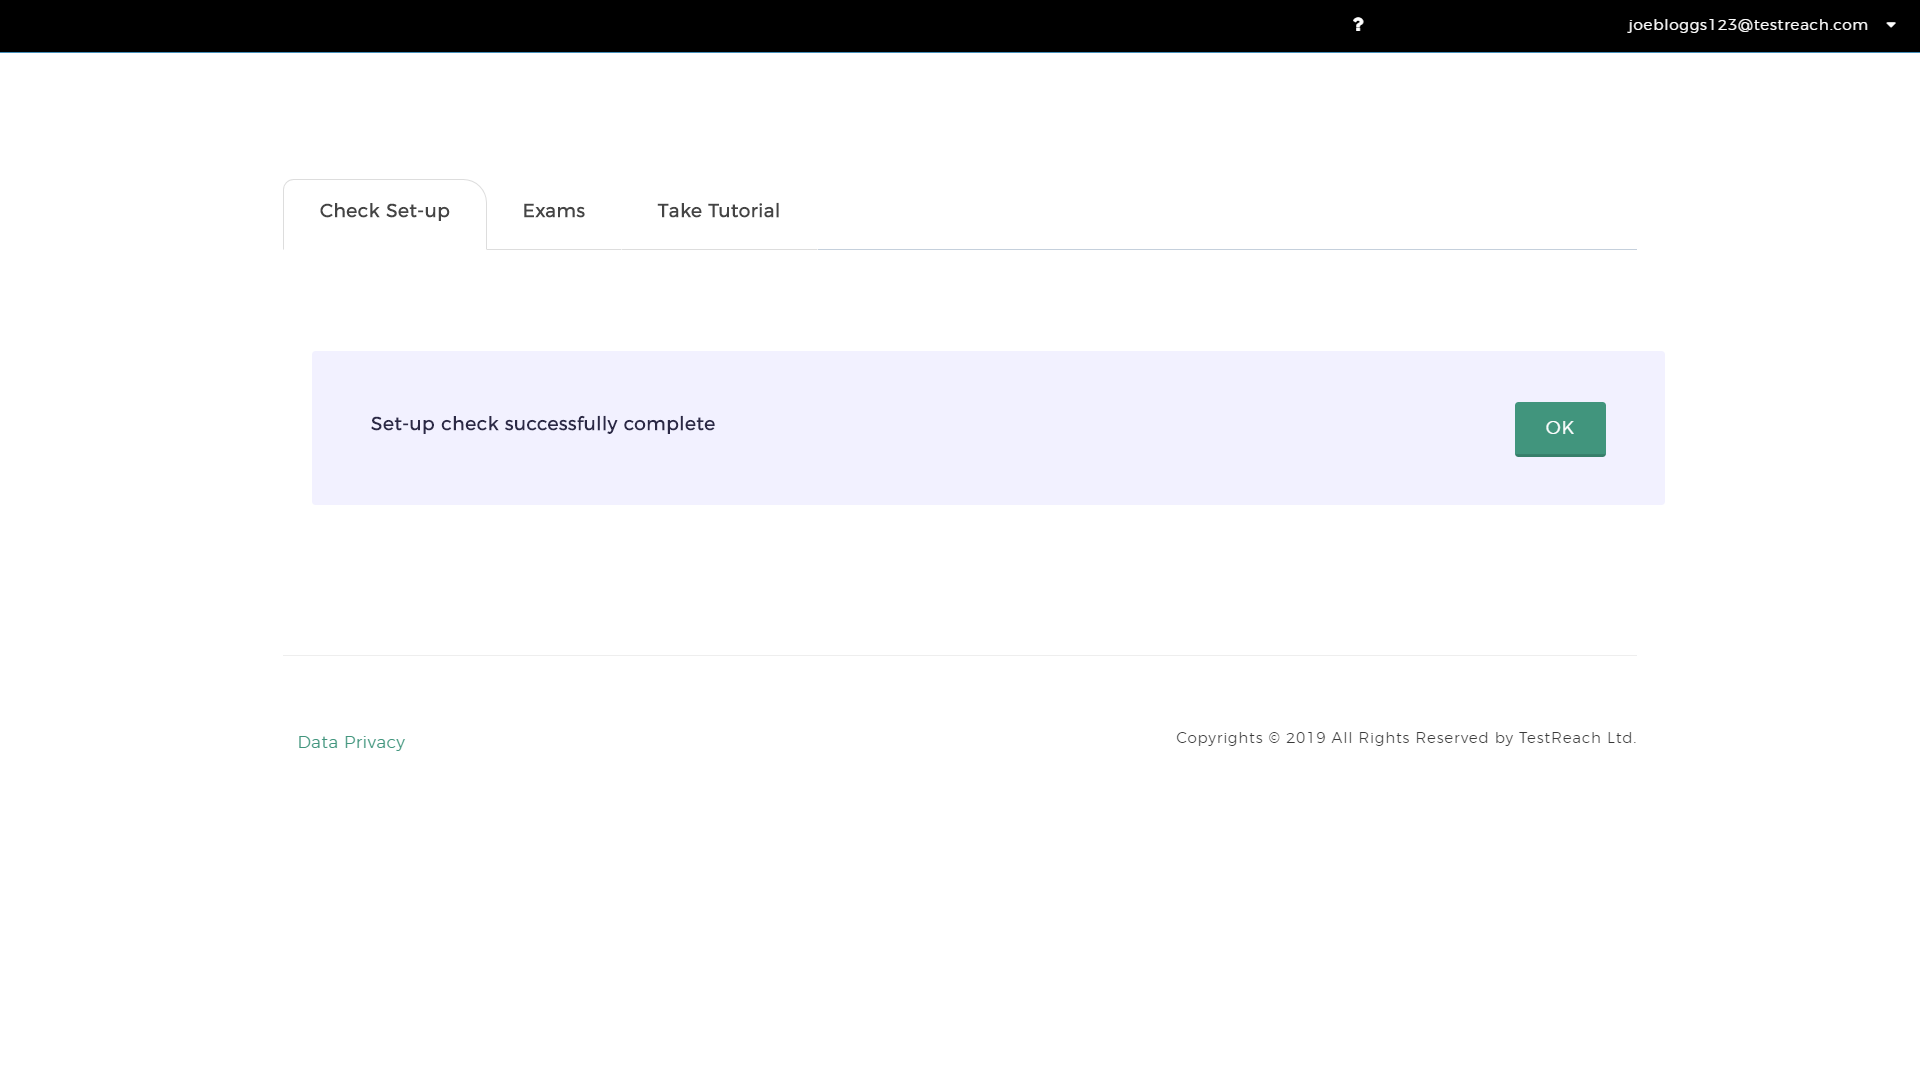 ?
joebloggs123@testreach.com
Check Set-up
Exams
Take Tutorial
Set-up check successfully complete
OK
Data Privacy
Copyrights © 2019 All Rights Reserved by TestReach Ltd.